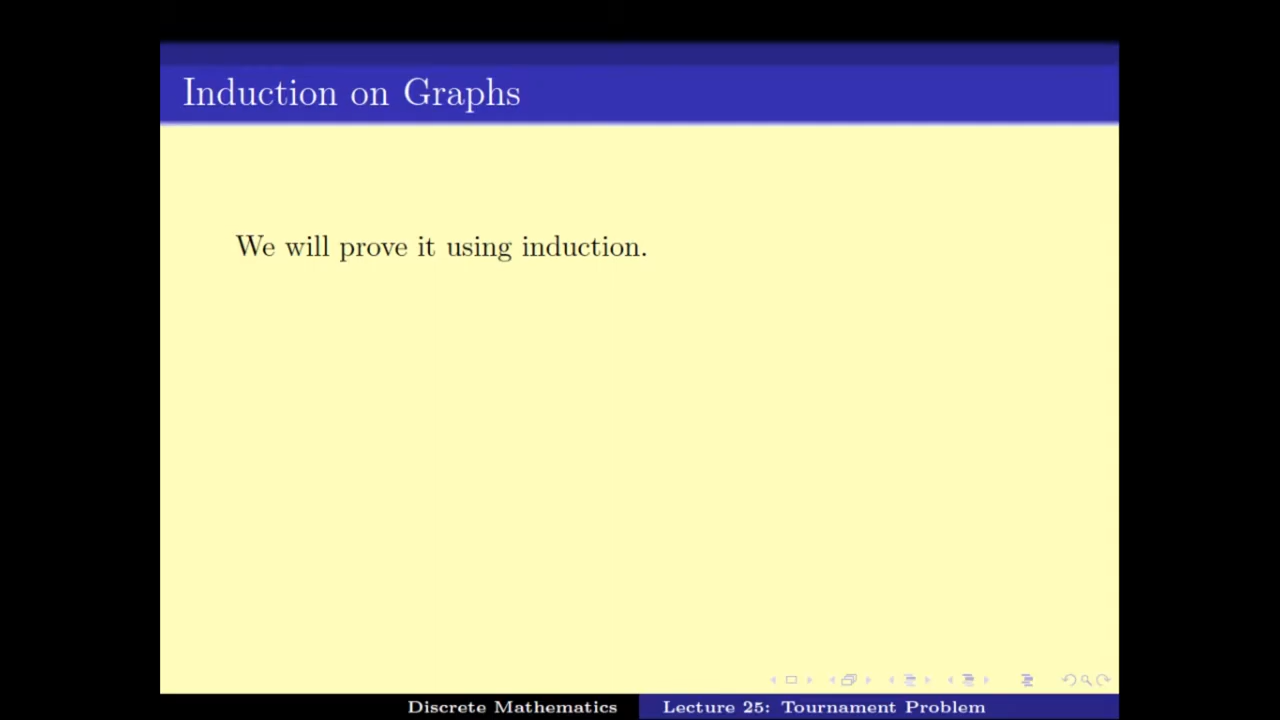 Induction on Graphs
We will prove it using induction.
Discrete Mathematics
Lecture 25: Tournament Problem